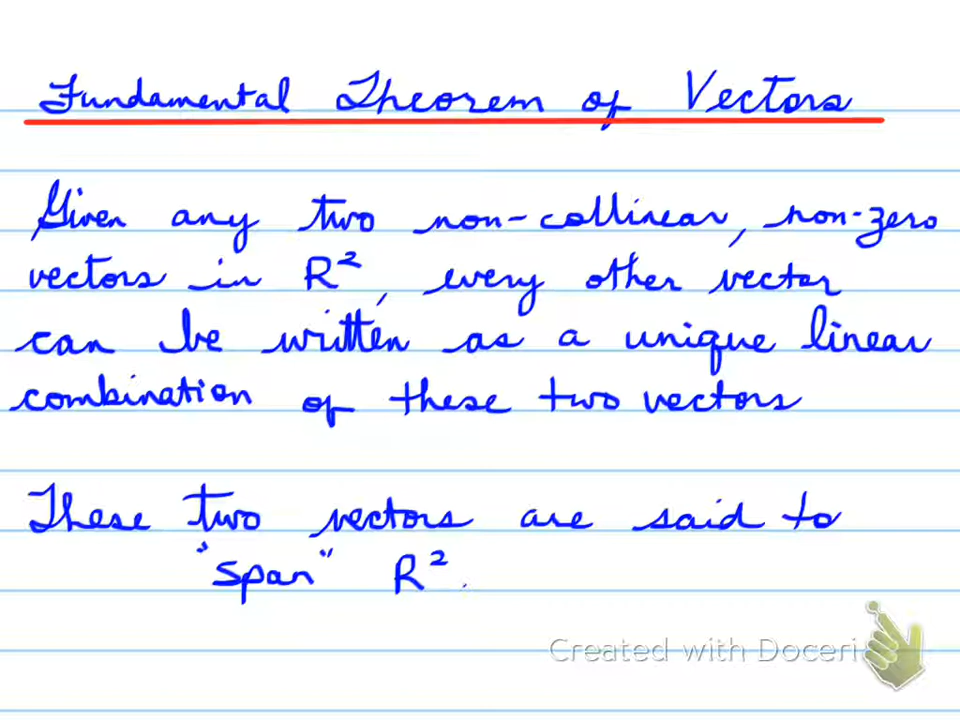 Fundamental Theorem of Vectors
Given any two non-collinear, non-zero
vectors in R², every other vector
can be written as a unique linear
combination of these two vectors
These two vectors are said to
"span" R².
Created with Doceri